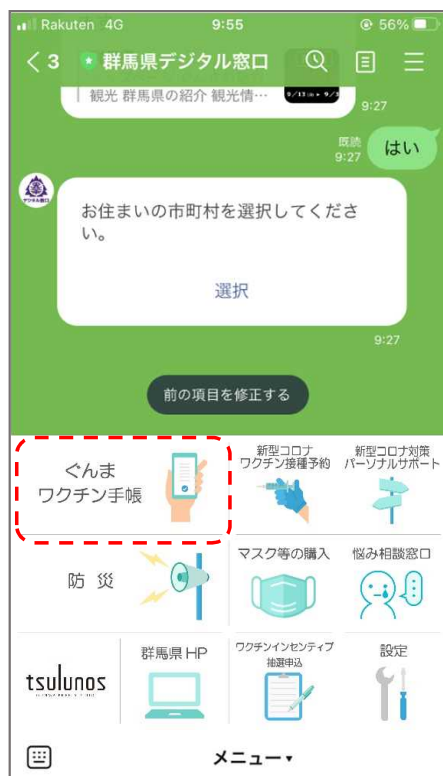 Rakuten 4G 9:55 56%
3 群馬県デジタル窓口
観光 群馬県の紹介 観光情…
9:27
既読
9:27
はい
お住まいの市町村を選択してくださ
い。
選択
9:27
前の項目を修正する
ぐんま
ワクチン手帳
新型コロナ
ワクチン接種予約
新型コロナ対策
パーソナルサポート
防 災
マスク等の購入
悩み相談窓口
tsulunos
群馬県 HP
ワクチンインセンティブ
抽選申込
設定
メニュー▾